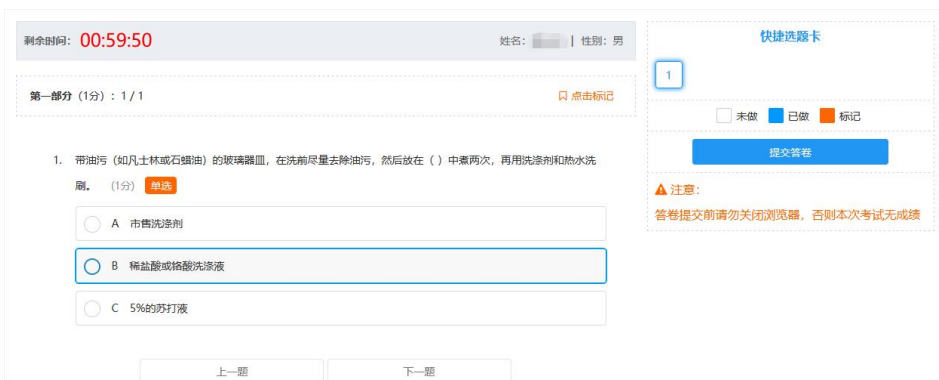 剩余时间: 00:59:50
姓名: | 性别: 男
第一部分 (1分) : 1 / 1
点击标记
1. 带油污（如凡士林或石蜡油）的玻璃器皿，在洗前尽量去除油污，然后放在（ ）中煮两次，再用洗涤剂和热水洗
刷。 (1分) 单选
A 市售洗涤剂
B 稀盐酸或铬酸洗涤液
C 5%的苏打液
上一题 下一题
快捷选题卡
1
未做 已做 标记
提交答卷
注意:
答卷提交前请勿关闭浏览器，否则本次考试无成绩